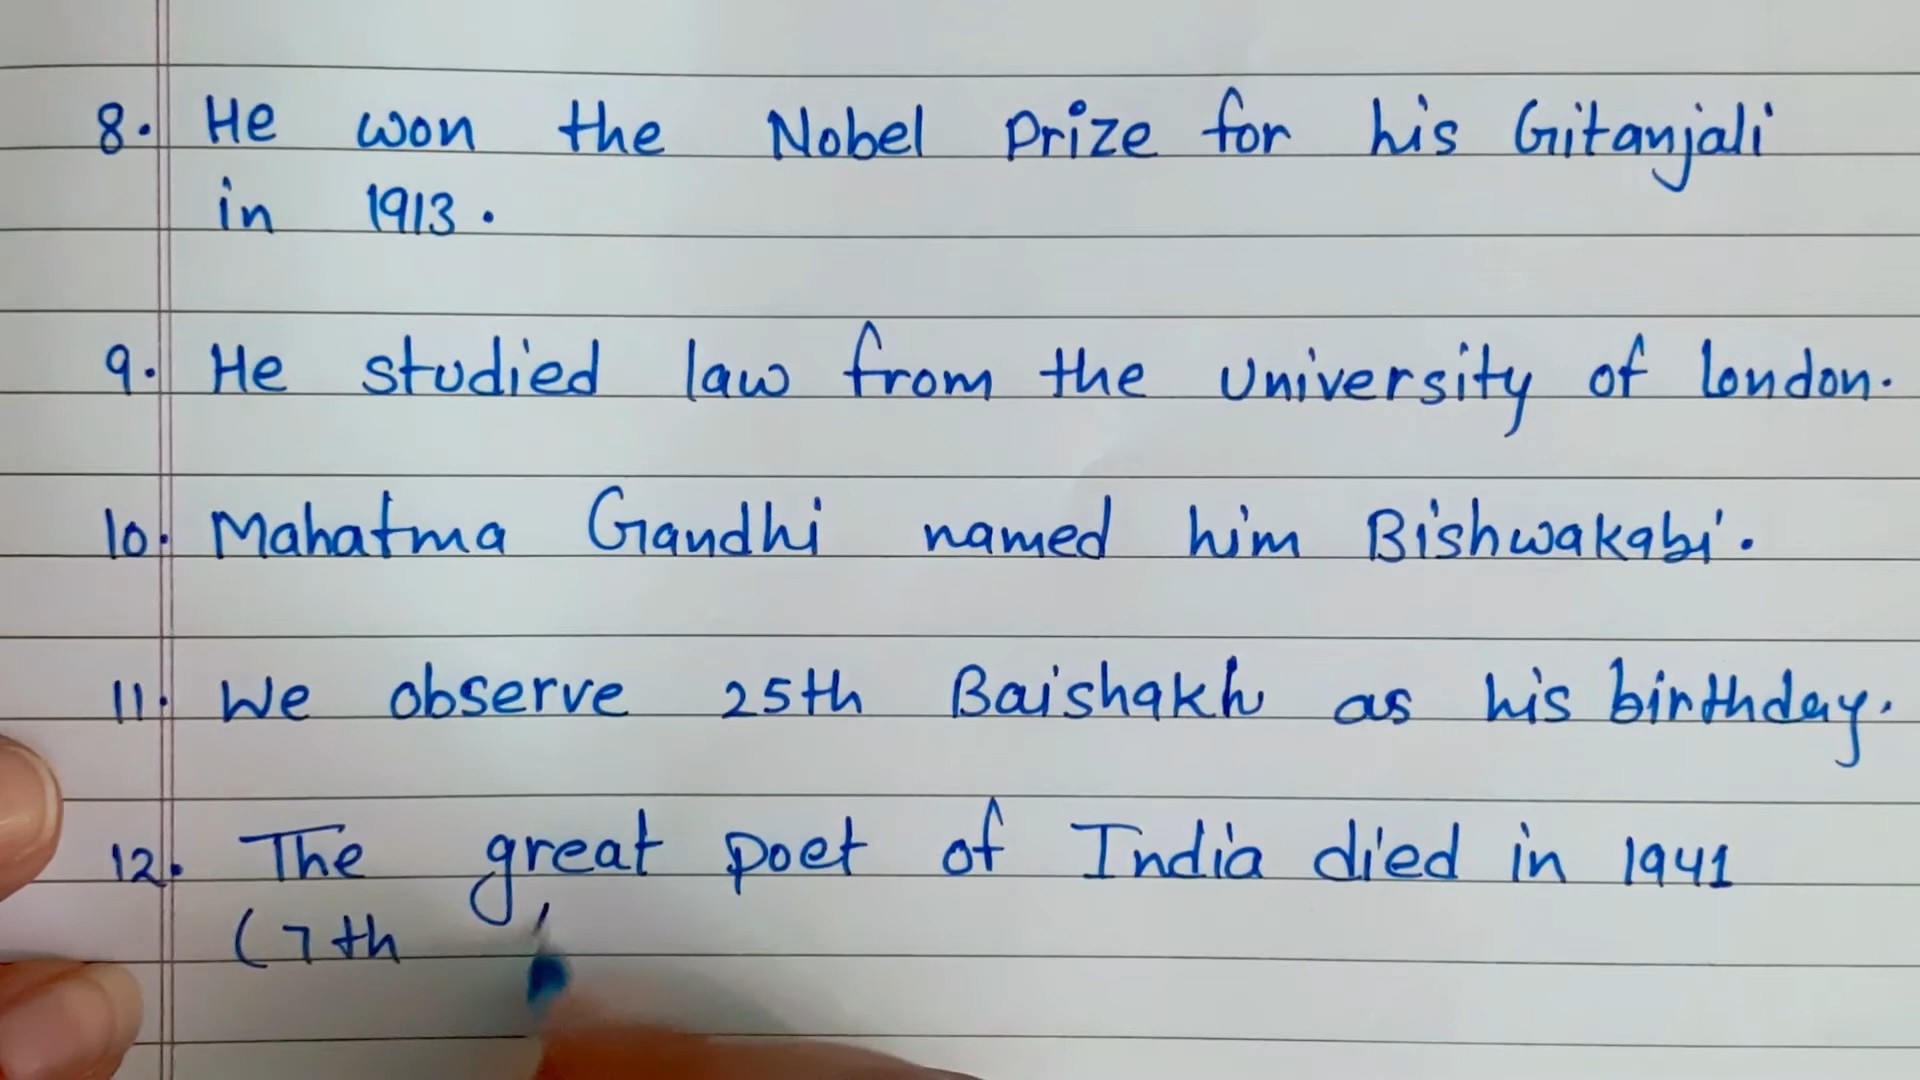 8. He won the Nobel Prize for his Gitanjali
in 1913.
9. He studied law from the University of london.
10. Mahatma Gandhi named him Bishwakabi.
11. We observe 25th Baishakh as his birthday.
12. The great poet of India died in 1941
(7th